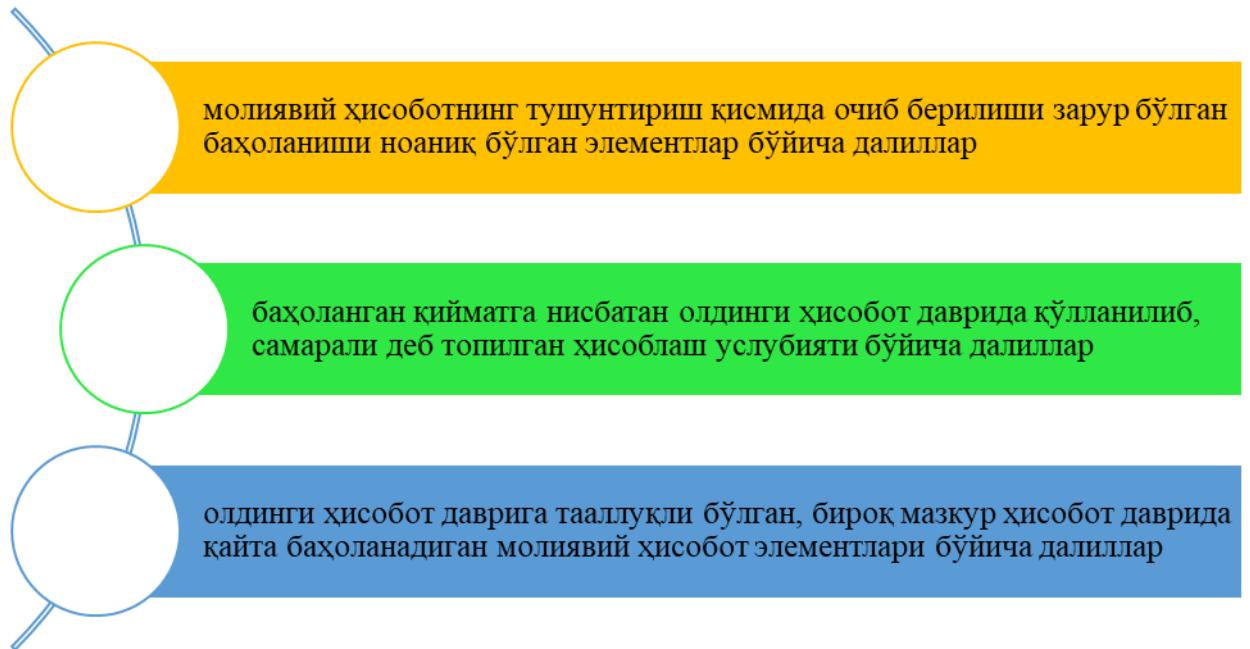 молиявий ҳисоботнинг тушунтириш қисмида очиб берилиши зарур бўлган
баҳоланиши ноаниқ бўлган элементлар бўйича далиллар
баҳоланган қийматга нисбатан олдинги ҳисобот даврида қўлланилиб,
самарали деб топилган ҳисоблаш услубияти бўйича далиллар
олдинги ҳисобот даврига тааллуқли бўлган, бироқ мазкур ҳисобот даврида
қайта баҳоланадиган молиявий ҳисобот элементлари бўйича далиллар